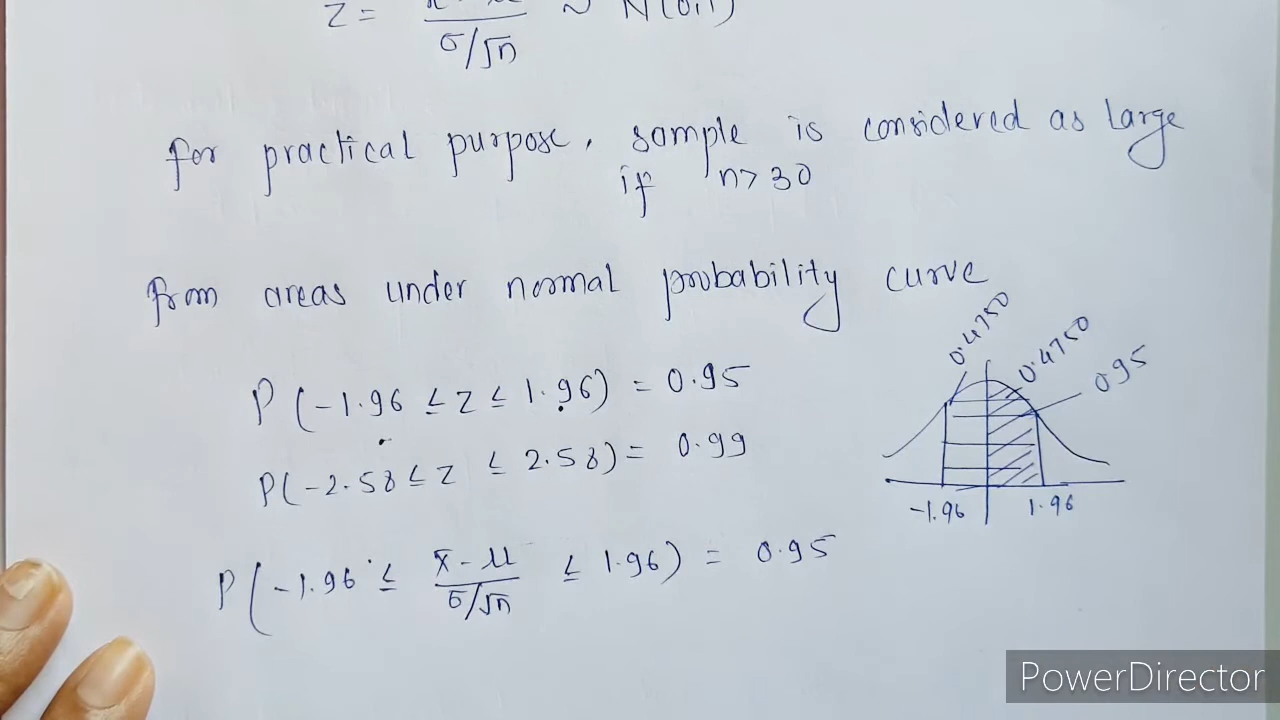 Z = x̄ - μ / σ/√n ~ N(0,1)
for practical purpose, sample is considered as large
if n > 30
from areas under normal probability curve
0.4750
0.4750
0.95
P(-1.96 ≤ z ≤ 1.96) = 0.95
P(-2.58 ≤ z ≤ 2.58) = 0.99
-1.96
1.96
P(-1.96 ≤ x̄ - μ / σ/√n ≤ 1.96) = 0.95
PowerDirector